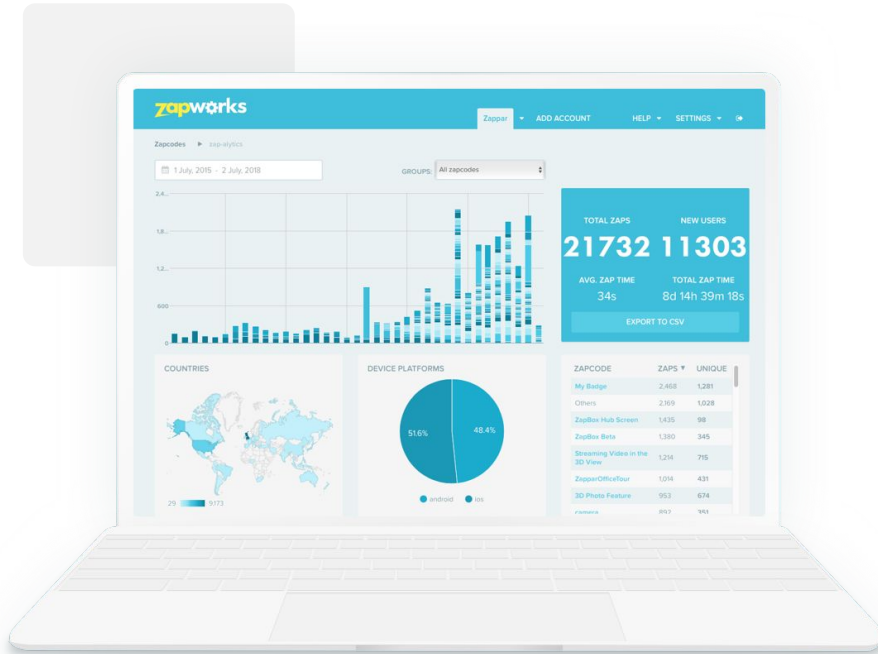 zapworks
Zappar
ADD ACCOUNT
HELP
SETTINGS
Zapcodes
zap-alytics
1 July, 2015 - 2 July, 2018
GROUPS:
All zapcodes
2.4...
1.8...
1.2...
600
0
TOTAL ZAPS
NEW USERS
21732
11303
AVG. ZAP TIME
TOTAL ZAP TIME
34s
8d 14h 39m 18s
EXPORT TO CSV
COUNTRIES
29
9173
DEVICE PLATFORMS
51.6%
48.4%
android
ios
ZAPCODE ZAPS UNIQUE
My Badge 2,468 1,281
Others 2,169 1,028
ZapBox Hub Screen 1,435 98
ZapBox Beta 1,380 345
Streaming Video in the
3D View 1,214 715
ZapparOfficeTour 1,014 431
3D Photo Feature 953 674
camera 892 351